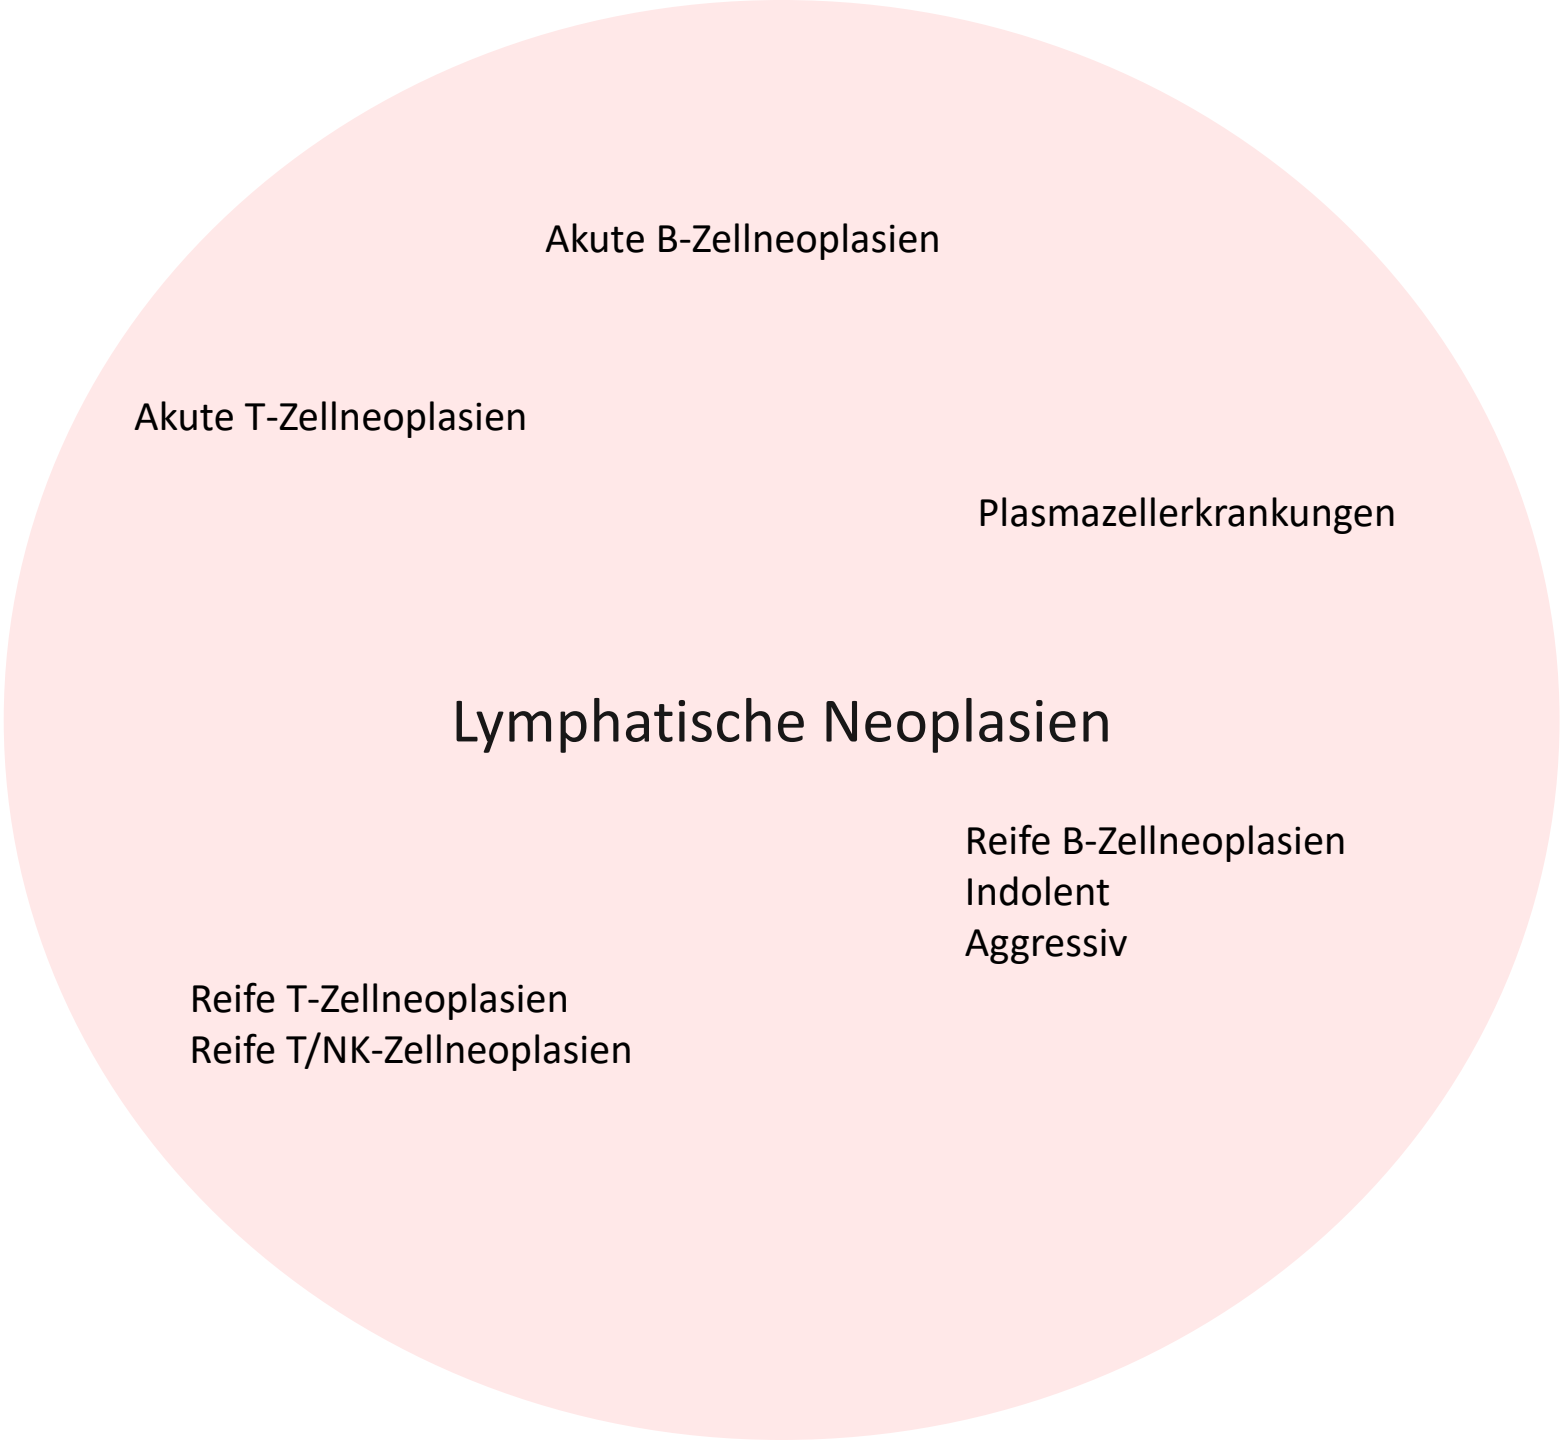 Akute B-Zellneoplasien
Akute T-Zellneoplasien
Plasmazellerkrankungen
Lymphatische Neoplasien
Reife B-Zellneoplasien
Indolent
Aggressiv
Reife T-Zellneoplasien
Reife T/NK-Zellneoplasien